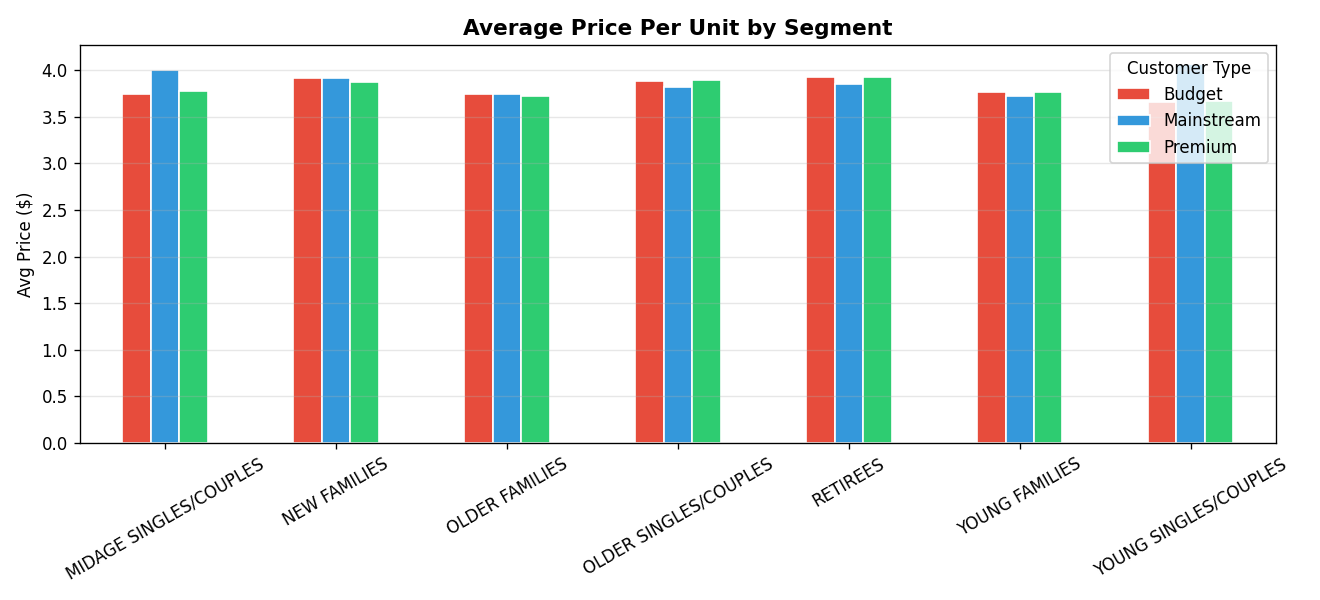 Average Price Per Unit by Segment
Customer Type
Budget
Mainstream
Premium
Avg Price ($)
4.0
3.5
3.0
2.5
2.0
1.5
1.0
0.5
0.0
MIDAGE SINGLES/COUPLES
NEW FAMILIES
OLDER FAMILIES
OLDER SINGLES/COUPLES
RETIREES
YOUNG FAMILIES
YOUNG SINGLES/COUPLES